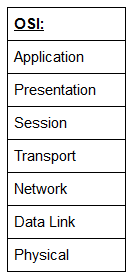 OSI:
Application
Presentation
Session
Transport
Network
Data Link
Physical